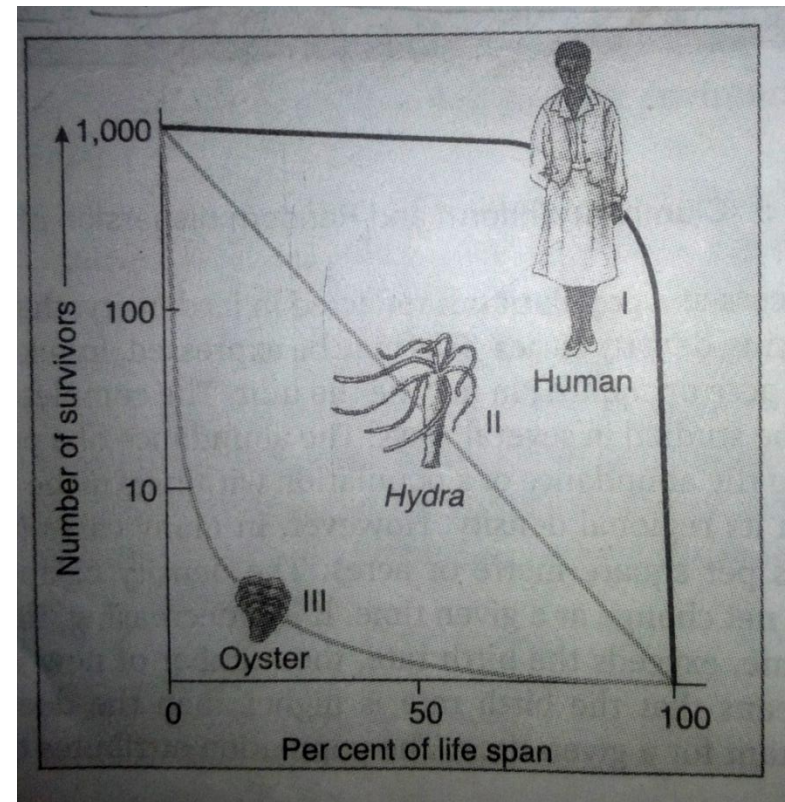 1,000
100
10
Number of survivors
I
Human
II
Hydra
III
Oyster
0 50 100
Per cent of life span